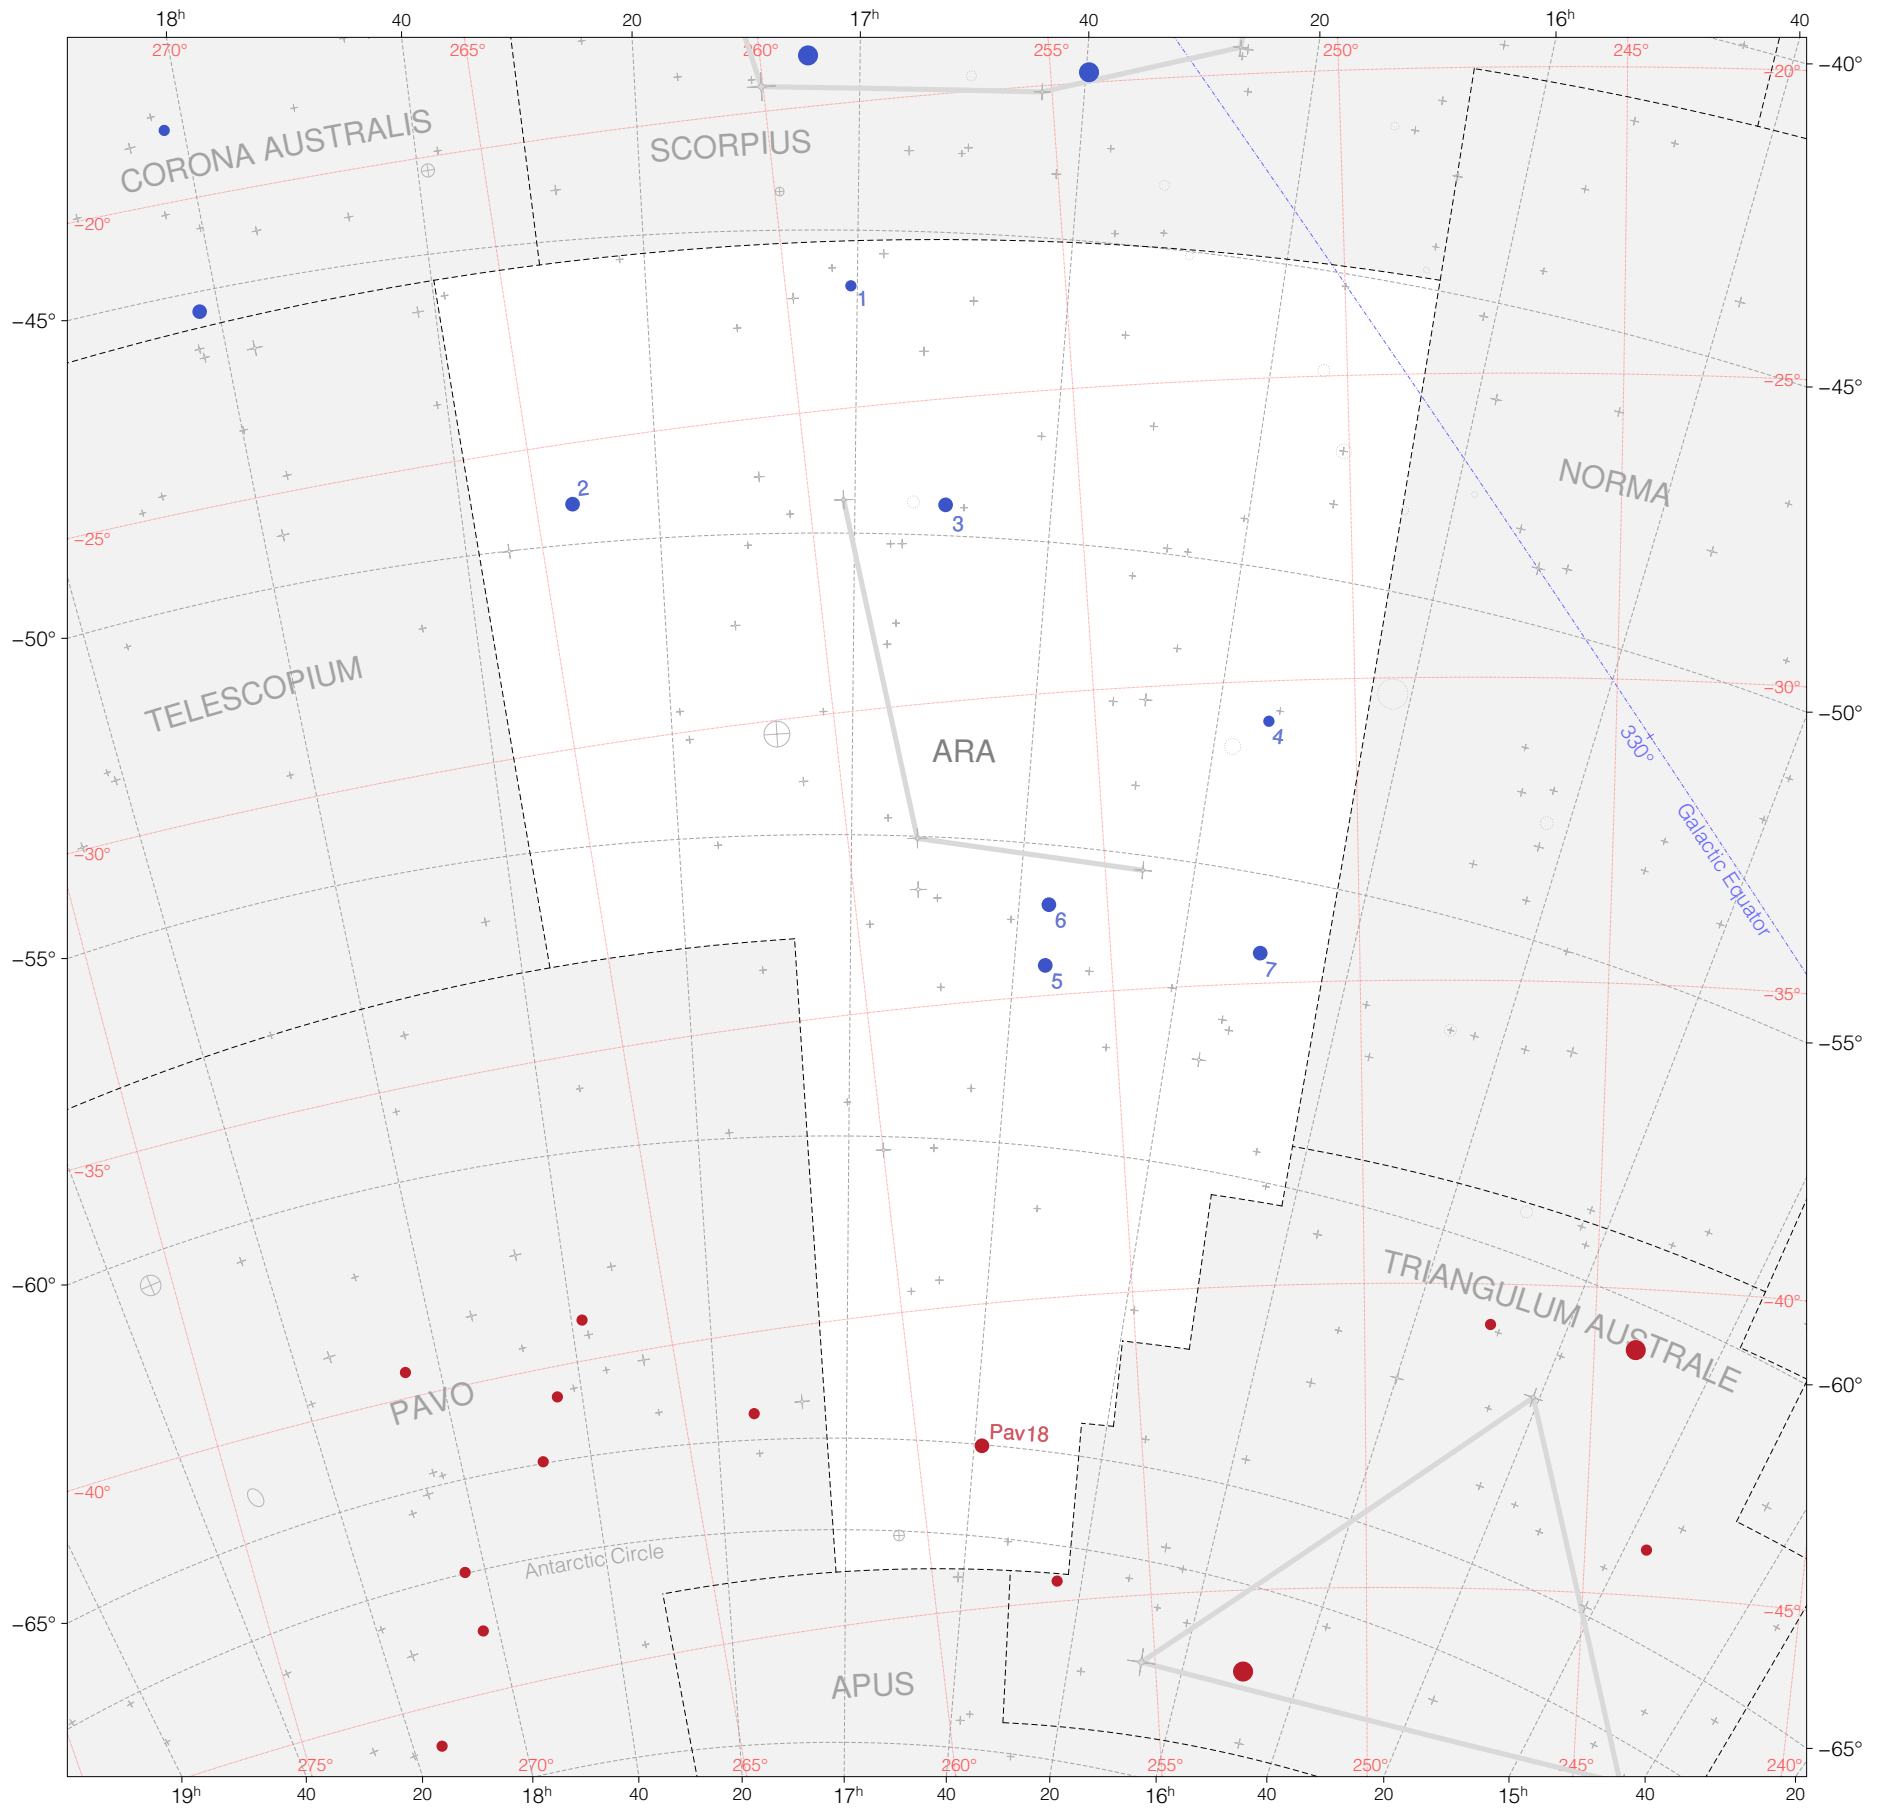 18h 40 20 17h 40 20 16h 40
270° 265° 260° 255° 250° 245°
−40°
−20°
CORONA AUSTRALIS
SCORPIUS
−20°
1
−45°
−25°
−45°
NORMA
2
3
−25°
−50°
TELESCOPIUM
−30°
−50°
330°
4
ARA
Galactic Equator
−30°
6
−55°
7
5
−35°
−55°
−35°
TRIANGULUM AUSTRALE
−60°
−40°
PAVO
−60°
Pav18
−40°
Antarctic Circle
−45°
−65°
APUS
−65°
275° 270° 265° 260° 255° 250° 245° 240°
19h 40 20 18h 40 20 17h 40 20 16h 40 20 15h 40 20